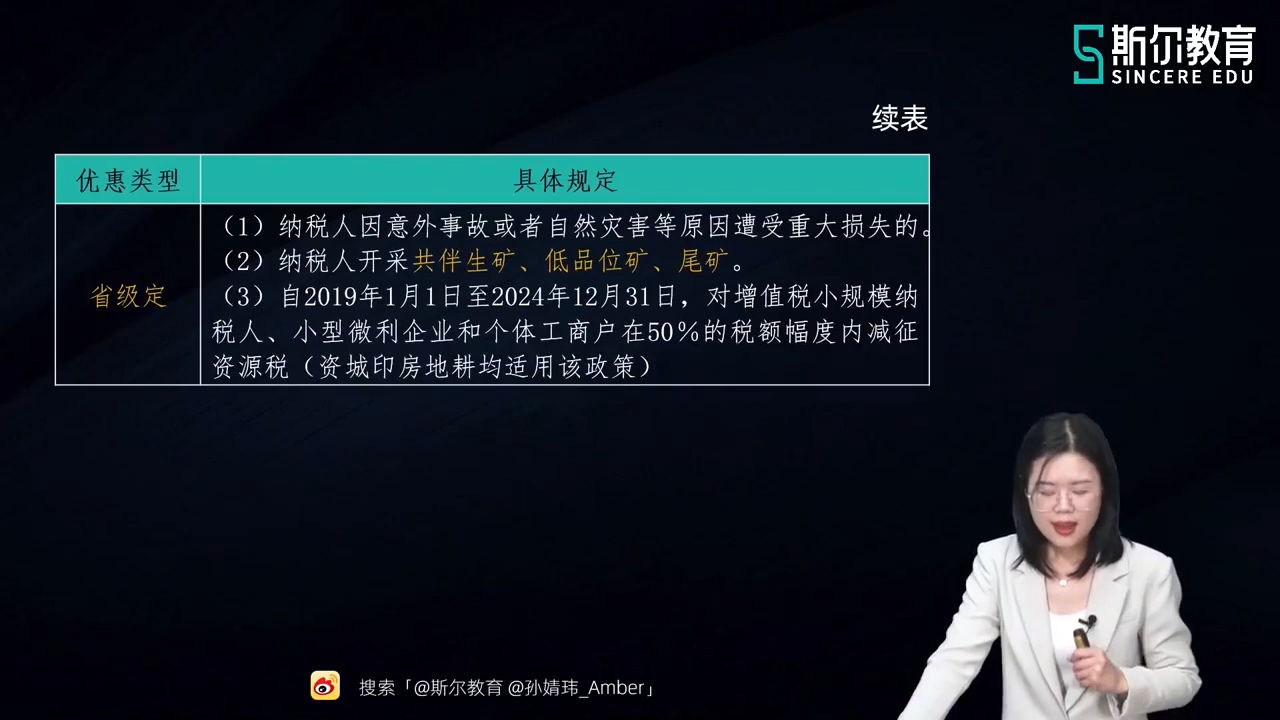 斯尔教育
SINCERE EDU
续表
优惠类型
具体规定
省级定
（1）纳税人因意外事故或者自然灾害等原因遭受重大损失的。
（2）纳税人开采共伴生矿、低品位矿、尾矿。
（3）自2019年1月1日至2024年12月31日，对增值税小规模纳
税人、小型微利企业和个体工商户在50％的税额幅度内减征
资源税（资城印房地耕均适用该政策）
搜索「@斯尔教育 @孙婧玮_Amber」